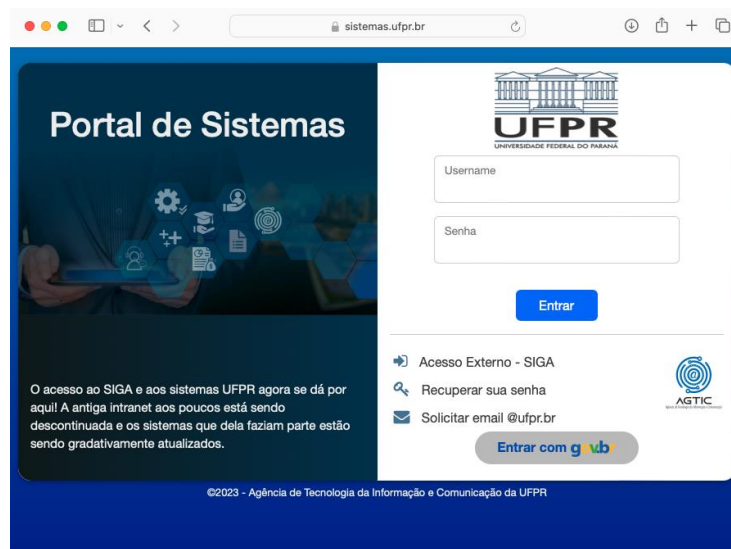 sistemas.ufpr.br
Portal de Sistemas
O acesso ao SIGA e aos sistemas UFPR agora se dá por
aqui! A antiga intranet aos poucos está sendo
descontinuada e os sistemas que dela faziam parte estão
sendo gradativamente atualizados.
UFPR
UNIVERSIDADE FEDERAL DO PARANÁ
Username
Senha
Entrar
Acesso Externo - SIGA
Recuperar sua senha
Solicitar email @ufpr.br
AGTIC
Entrar com gov.br
©2023 - Agência de Tecnologia da Informação e Comunicação da UFPR